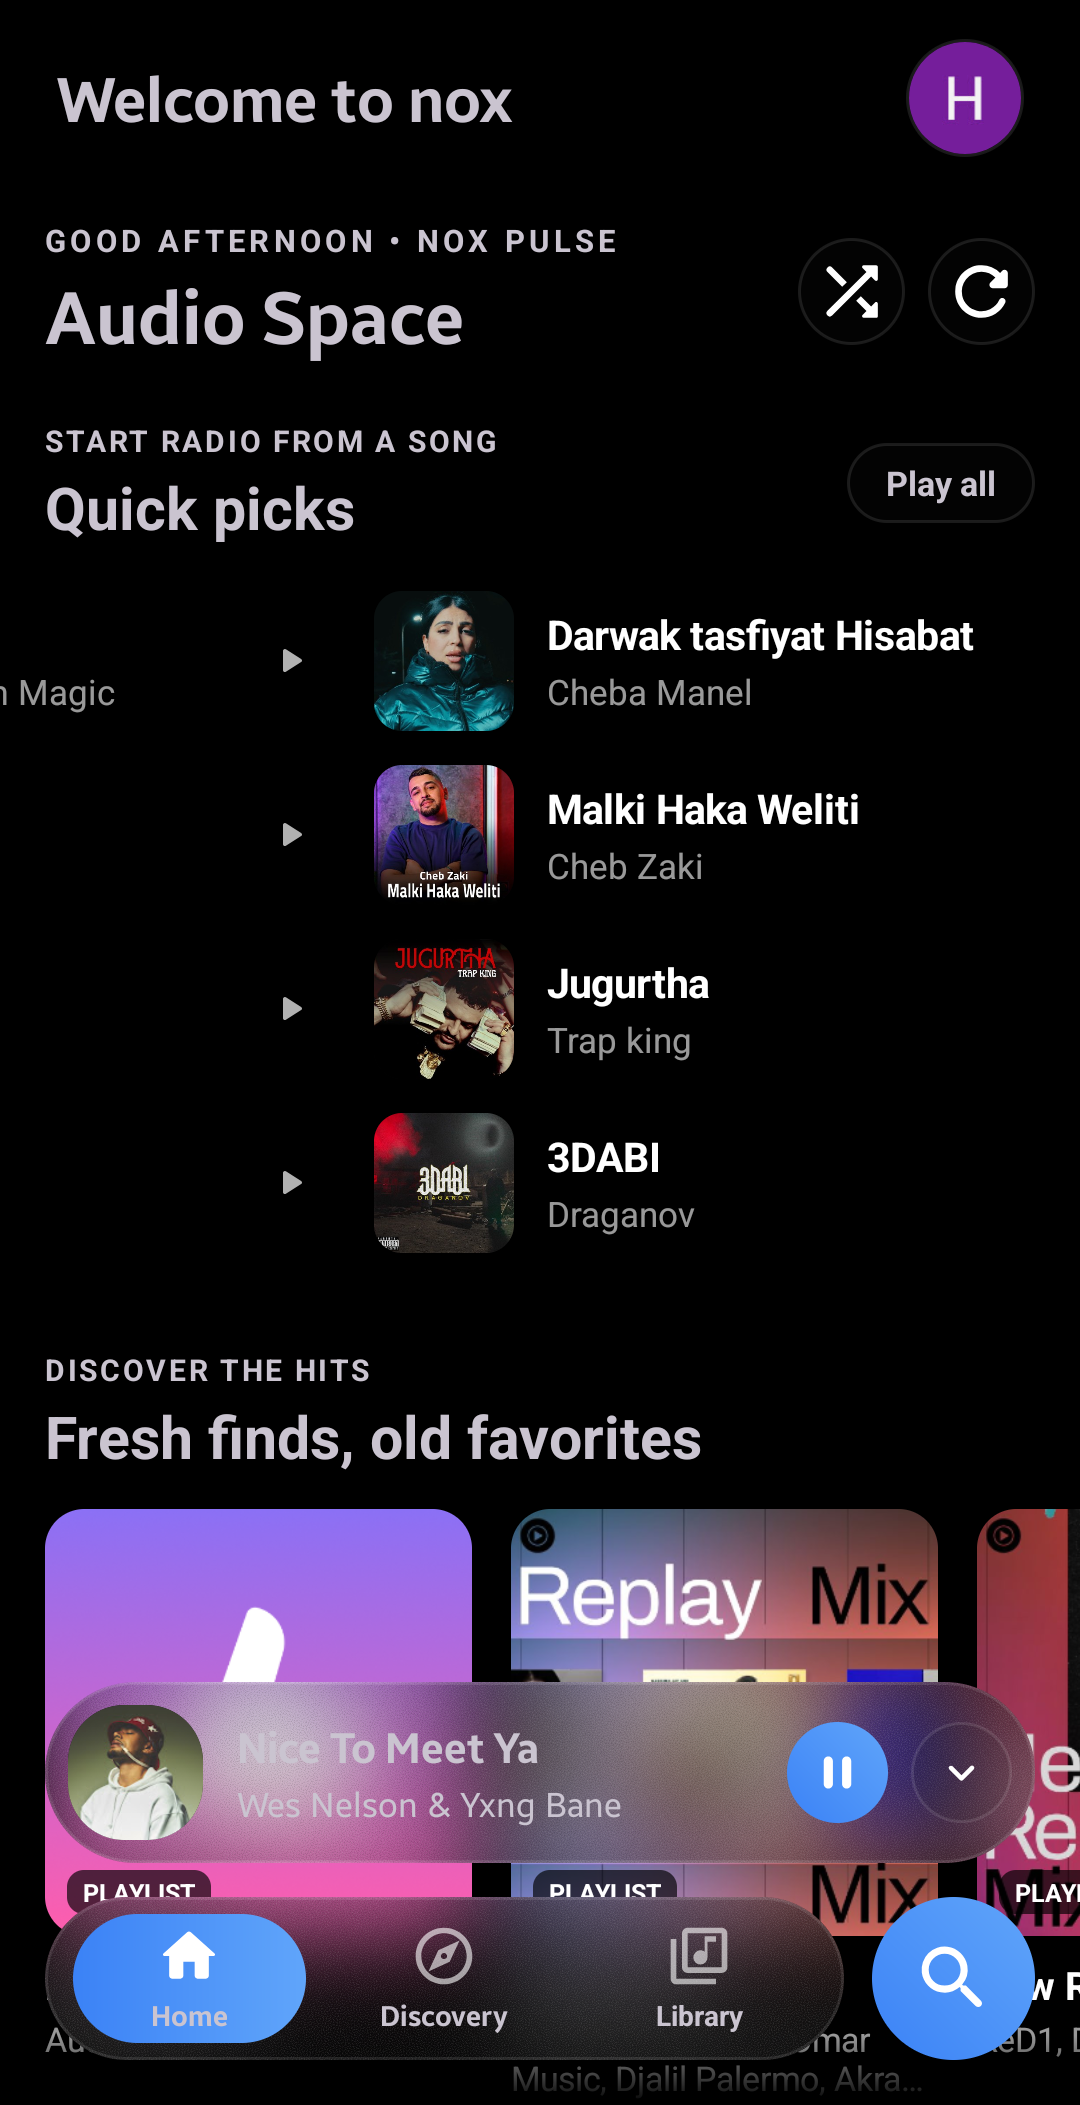 Welcome to nox
H
GOOD AFTERNOON • NOX PULSE
Audio Space
START RADIO FROM A SONG
Quick picks
Play all
Magic
Darwak tasfiyat Hisabat
Cheba Manel
Cheb Zaki
Malki Haka Weliti
Malki Haka Weliti
Cheb Zaki
JUGURTHA
TRAP KING
Jugurtha
Trap king
3DABI
DRAGANOV
3DABI
Draganov
DISCOVER THE HITS
Fresh finds, old favorites
Replay Mix
Nice To Meet Ya
Wes Nelson & Yxng Bane
Re
Mix
PLAYLIST
PLAYLIST
Home
Discovery
Library
Music, Djalil Palermo, Akra...